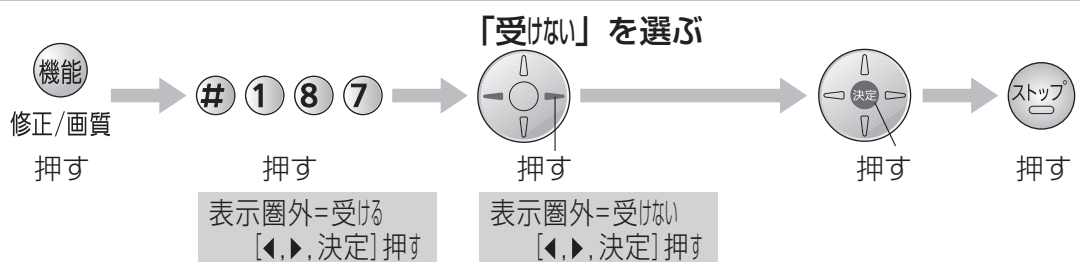 「受けない」を選ぶ
機能
修正/画質
押す
# 1 8 7
押す
表示圏外=受ける
[◀,▶,決定]押す
押す
表示圏外=受けない
[◀,▶,決定]押す
決定
押す
ストップ
押す